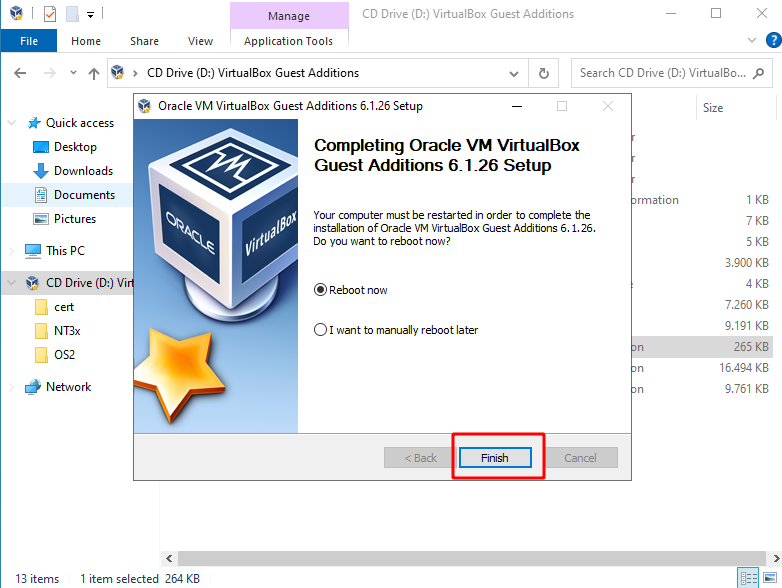 Manage
CD Drive (D:) VirtualBox Guest Additions
File
Home
Share
View
Application Tools
CD Drive (D:) VirtualBox Guest Additions
Search CD Drive (D:) VirtualBo...
Oracle VM VirtualBox Guest Additions 6.1.26 Setup
Size
Quick access
Desktop
Downloads
Documents
Pictures
This PC
CD Drive (D:) Virt
cert
NT3x
OS2
Network
ORACLE
VirtualBox
Completing Oracle VM VirtualBox
Guest Additions 6.1.26 Setup
Your computer must be restarted in order to complete the
installation of Oracle VM VirtualBox Guest Additions 6.1.26.
Do you want to reboot now?
Reboot now
I want to manually reboot later
< Back
Finish
Cancel
r
r
r
ormation
1 KB
7 KB
5 KB
3.900 KB
4 KB
7.260 KB
9.191 KB
on
265 KB
on
16.494 KB
on
9.761 KB
13 items
1 item selected 264 KB